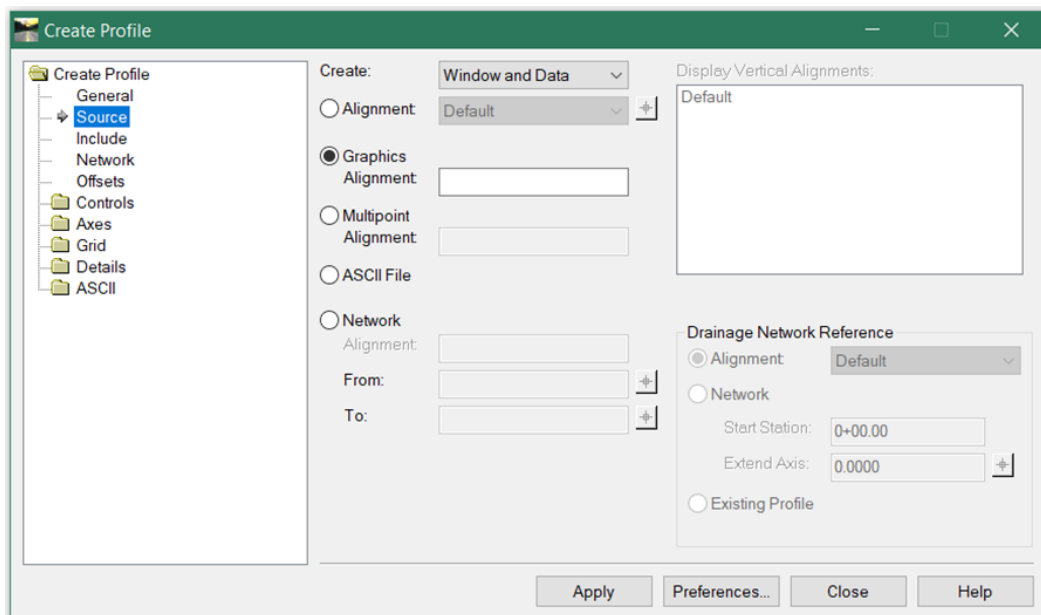 Create Profile
Create Profile
General
Source
Include
Network
Offsets
Controls
Axes
Grid
Details
ASCII
Create: Window and Data
Alignment: Default
Graphics
Alignment:
Multipoint
Alignment:
ASCII File
Network
Alignment:
From:
To:
Display Vertical Alignments:
Default
Drainage Network Reference
Alignment: Default
Network
Start Station: 0+00.00
Extend Axis: 0.0000
Existing Profile
Apply Preferences... Close Help